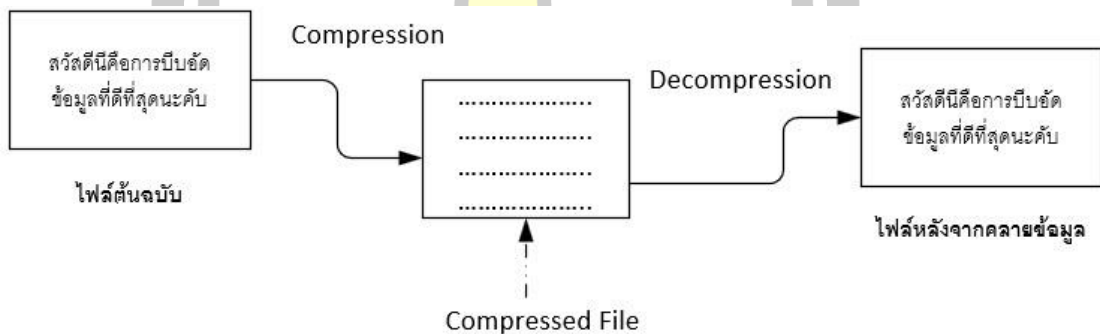 Compression
สวัสดีนี่คือการบีบอัด
ข้อมูลที่ดีที่สุดนะคับ
ไฟล์ต้นฉบับ
....................
....................
....................
....................
Compressed File
Decompression
สวัสดีนี่คือการบีบอัด
ข้อมูลที่ดีที่สุดนะคับ
ไฟล์หลังจากคลายข้อมูล